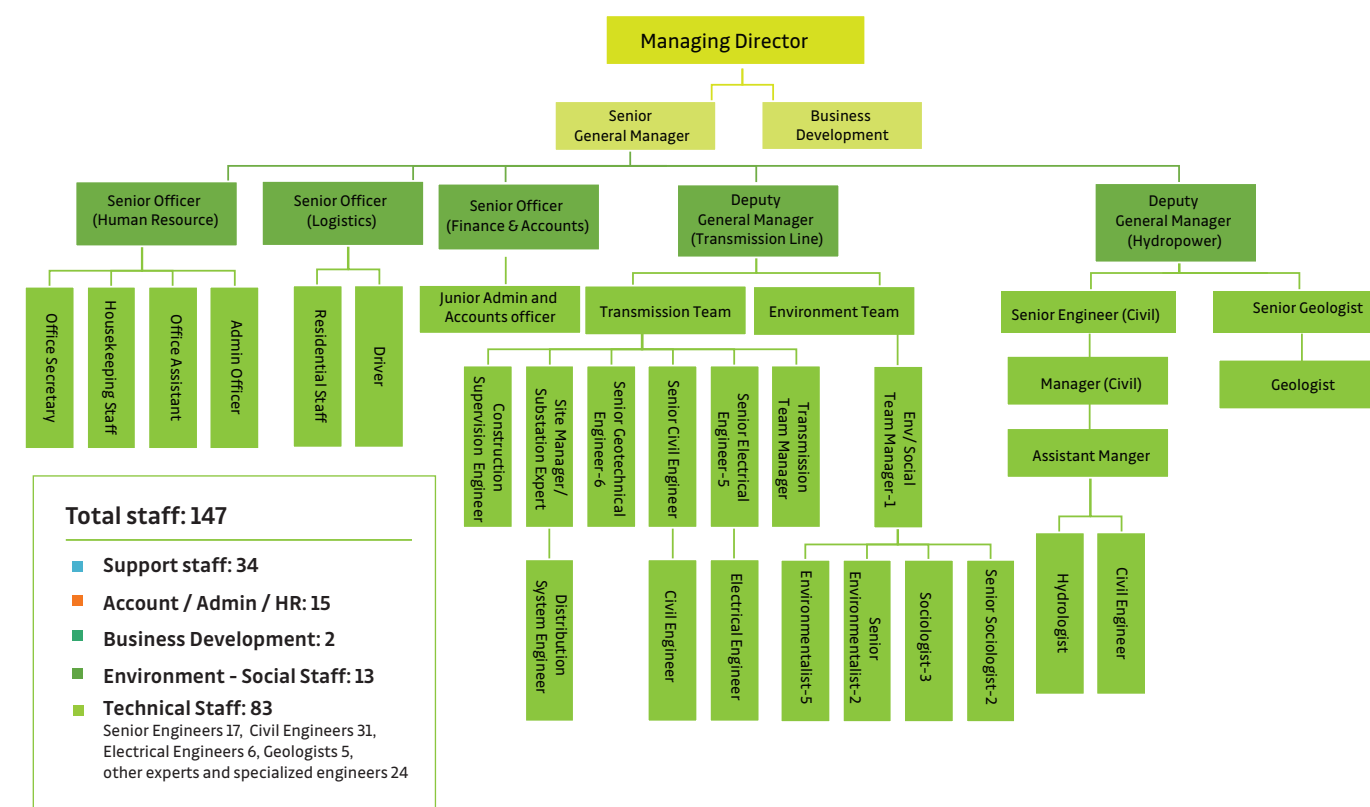 Managing Director
Senior
General Manager
Business
Development
Senior Officer
(Human Resource)
Senior Officer
(Logistics)
Senior Officer
(Finance & Accounts)
Deputy
General Manager
(Transmission Line)
Deputy
General Manager
(Hydropower)
Office Secretary
Housekeeping Staff
Office Assistant
Admin Officer
Residential Staff
Driver
Junior Admin and
Accounts officer
Transmission Team
Environment Team
Senior Engineer (Civil)
Senior Geologist
Manager (Civil)
Geologist
Assistant Manger
Construction
Supervision Engineer
Site Manager/
Substation Expert
Senior Geotechnical
Engineer-6
Senior Civil Engineer
Senior Electrical
Engineer-5
Transmission
Team Manager
Env/ Social
Team Manager-1
Distribution
System Engineer
Civil Engineer
Electrical Engineer
Environmentalist-5
Senior
Environmentalist-2
Sociologist-3
Senior Sociologist-2
Hydrologist
Civil Engineer
Total staff: 147
Support staff: 34
Account / Admin / HR: 15
Business Development: 2
Environment - Social Staff: 13
Technical Staff: 83
Senior Engineers 17, Civil Engineers 31,
Electrical Engineers 6, Geologists 5,
other experts and specialized engineers 24